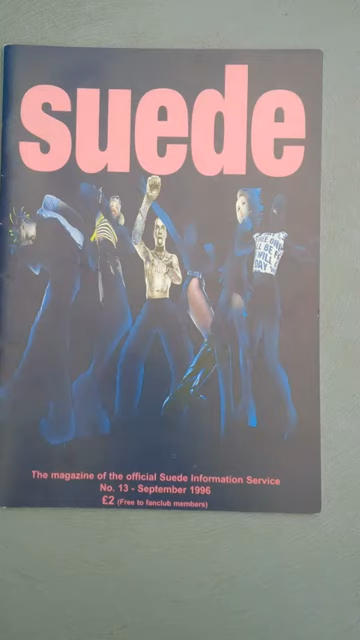 suede
The magazine of the official Suede Information Service
No. 13 - September 1996
£2 (Free to fanclub members)